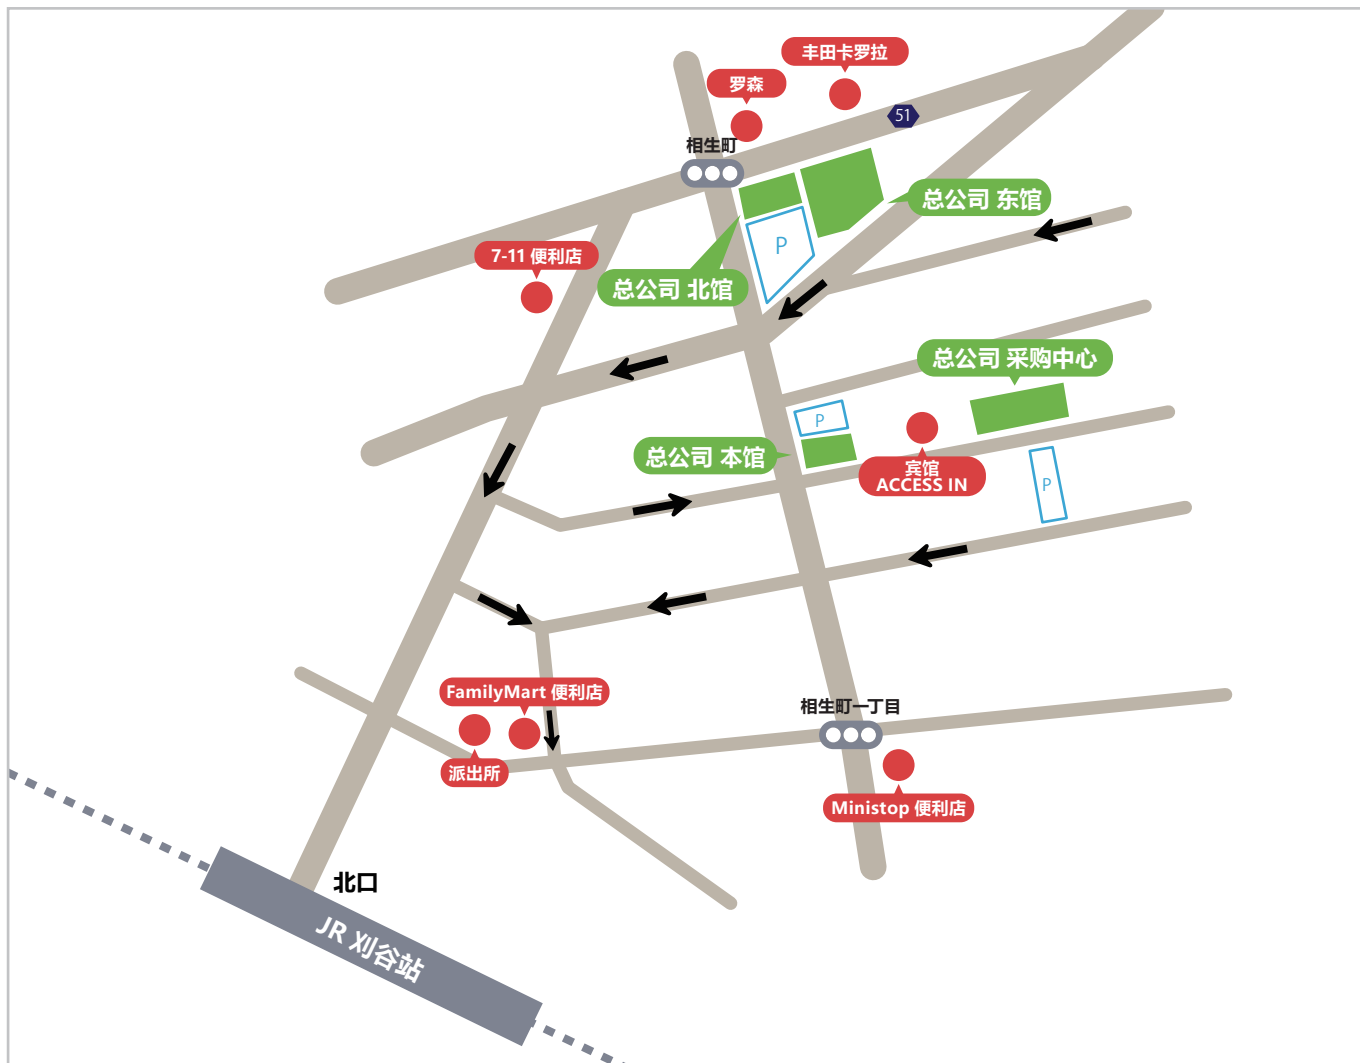 丰田卡罗拉
罗森
51
相生町
总公司 东馆
P
7-11 便利店
总公司 北馆
总公司 采购中心
P
总公司 本馆
宾馆
ACCESS IN
P
FamilyMart 便利店
相生町一丁目
派出所
Ministop 便利店
北口
JR 刈谷站